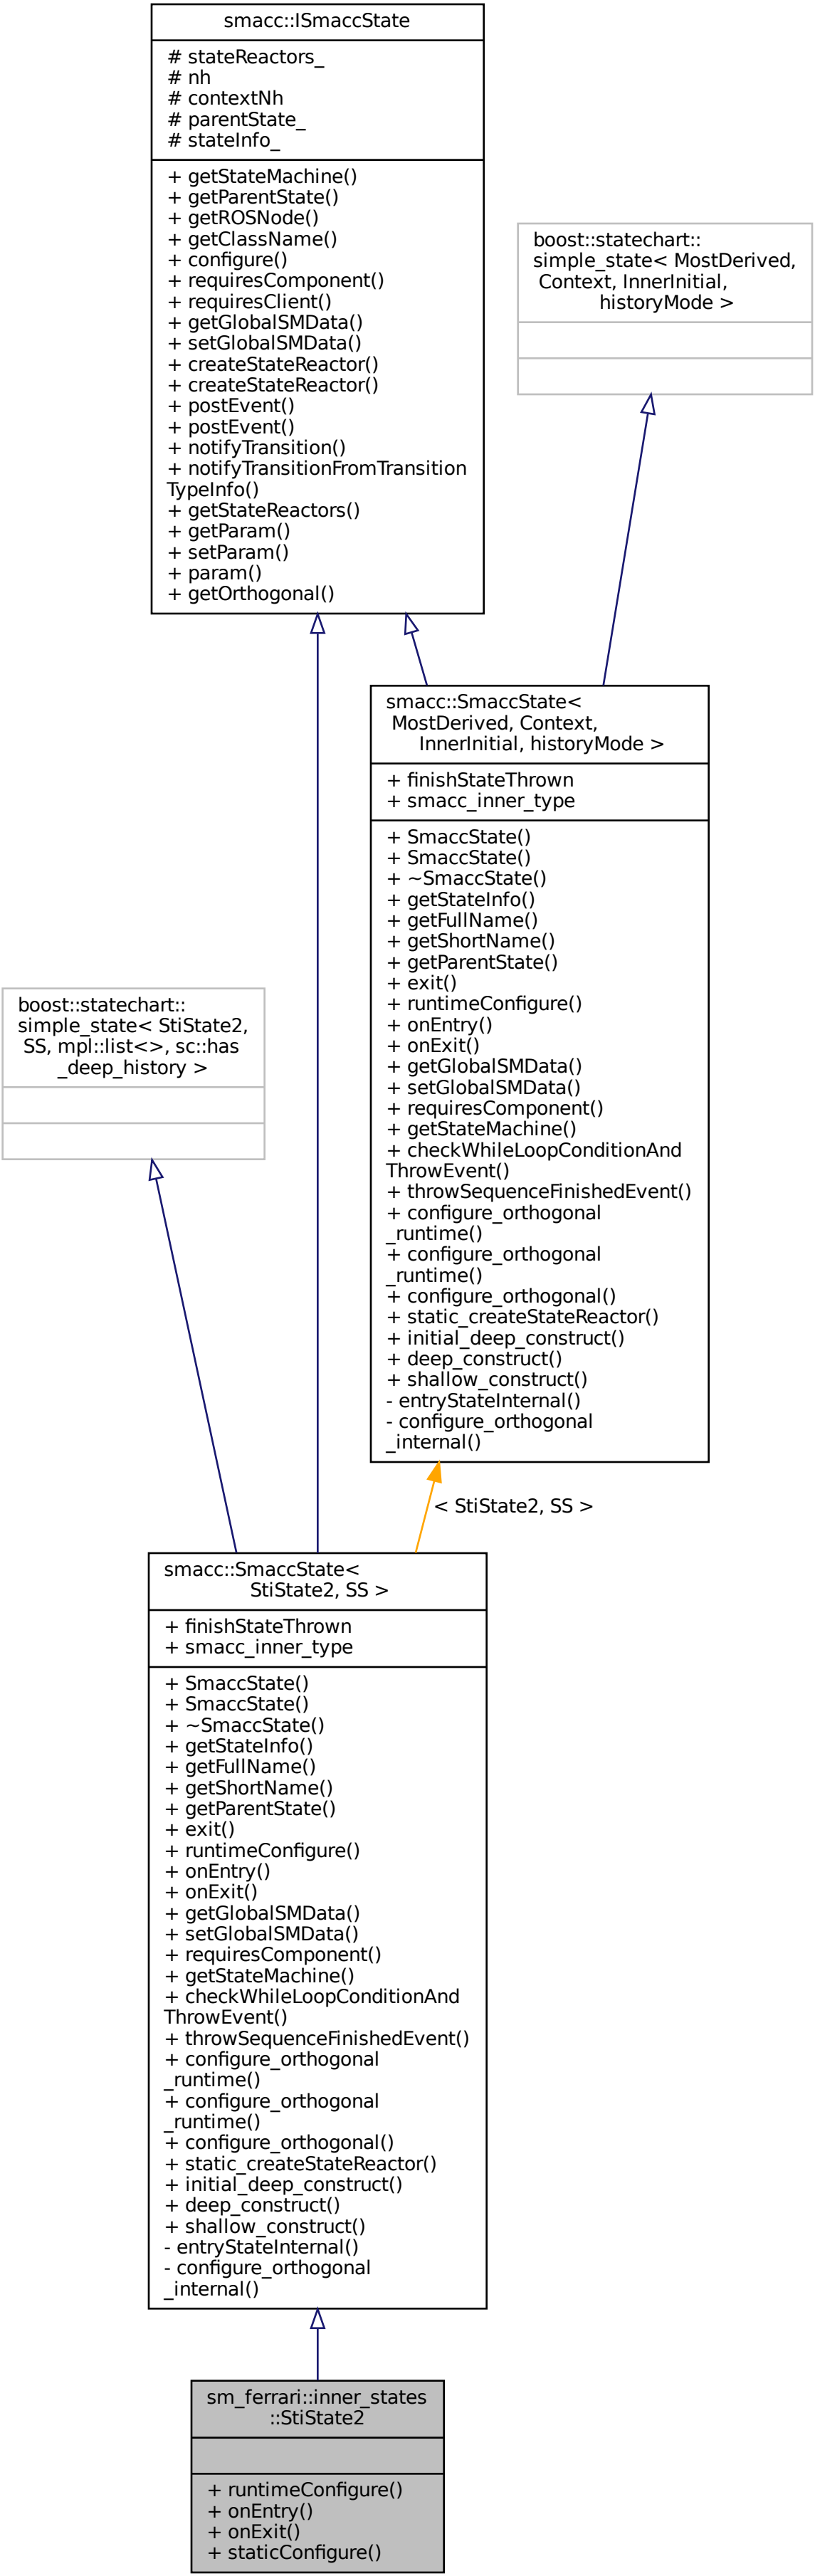 smacc::ISmaccState
# stateReactors_
# nh
# contextNh
# parentState_
# stateInfo_
+ getStateMachine()
+ getParentState()
+ getROSNode()
+ getClassName()
+ configure()
+ requiresComponent()
+ requiresClient()
+ getGlobalSMData()
+ setGlobalSMData()
+ createStateReactor()
+ createStateReactor()
+ postEvent()
+ postEvent()
+ notifyTransition()
+ notifyTransitionFromTransition
TypeInfo()
+ getStateReactors()
+ getParam()
+ setParam()
+ param()
+ getOrthogonal()
boost::statechart::
simple_state< MostDerived,
Context, InnerInitial,
historyMode >
smacc::SmaccState<
MostDerived, Context,
InnerInitial, historyMode >
+ finishStateThrown
+ smacc_inner_type
+ SmaccState()
+ SmaccState()
+ ~SmaccState()
+ getStateInfo()
+ getFullName()
+ getShortName()
+ getParentState()
+ exit()
+ runtimeConfigure()
+ onEntry()
+ onExit()
+ getGlobalSMData()
+ setGlobalSMData()
+ requiresComponent()
+ getStateMachine()
+ checkWhileLoopConditionAnd
ThrowEvent()
+ throwSequenceFinishedEvent()
+ configure_orthogonal
_runtime()
+ configure_orthogonal
_runtime()
+ configure_orthogonal()
+ static_createStateReactor()
+ initial_deep_construct()
+ deep_construct()
+ shallow_construct()
- entryStateInternal()
- configure_orthogonal
_internal()
boost::statechart::
simple_state< StiState2,
SS, mpl::list<>, sc::has
_deep_history >
< StiState2, SS >
smacc::SmaccState<
StiState2, SS >
+ finishStateThrown
+ smacc_inner_type
+ SmaccState()
+ SmaccState()
+ ~SmaccState()
+ getStateInfo()
+ getFullName()
+ getShortName()
+ getParentState()
+ exit()
+ runtimeConfigure()
+ onEntry()
+ onExit()
+ getGlobalSMData()
+ setGlobalSMData()
+ requiresComponent()
+ getStateMachine()
+ checkWhileLoopConditionAnd
ThrowEvent()
+ throwSequenceFinishedEvent()
+ configure_orthogonal
_runtime()
+ configure_orthogonal
_runtime()
+ configure_orthogonal()
+ static_createStateReactor()
+ initial_deep_construct()
+ deep_construct()
+ shallow_construct()
- entryStateInternal()
- configure_orthogonal
_internal()
sm_ferrari::inner_states
::StiState2
+ runtimeConfigure()
+ onEntry()
+ onExit()
+ staticConfigure()